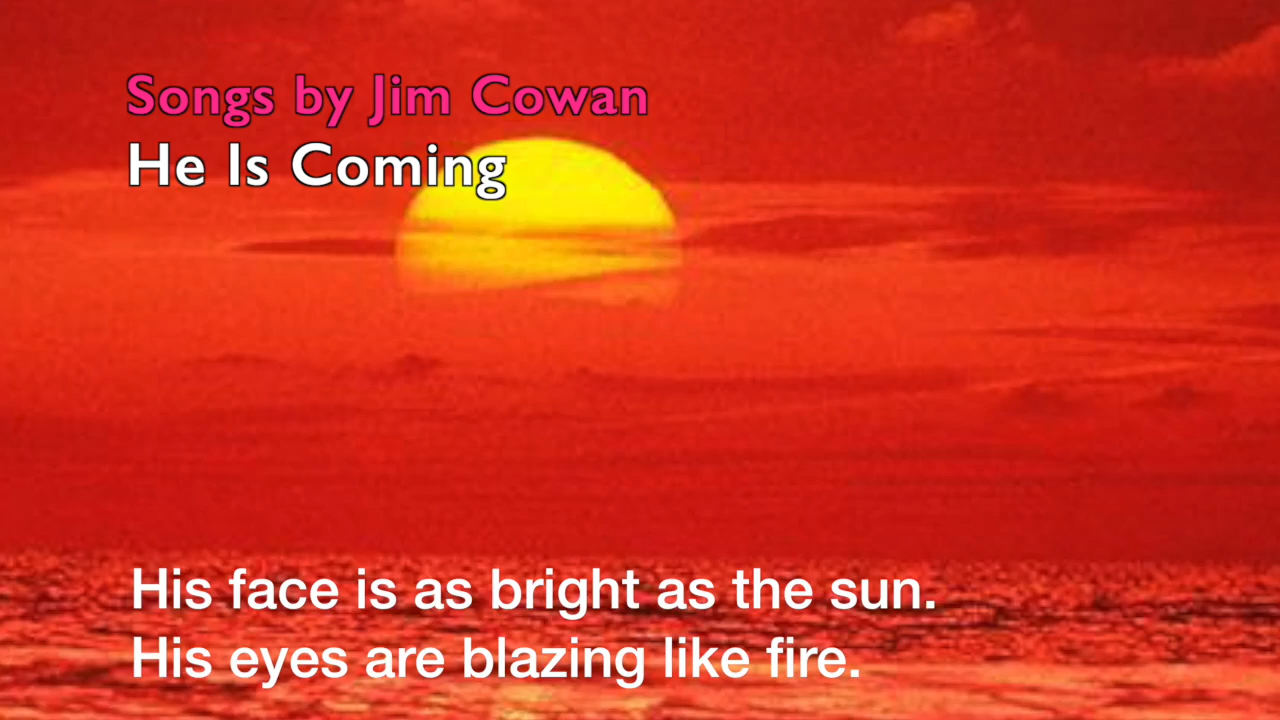 Songs by Jim Cowan
He Is Coming
His face is as bright as the sun.
His eyes are blazing like fire.